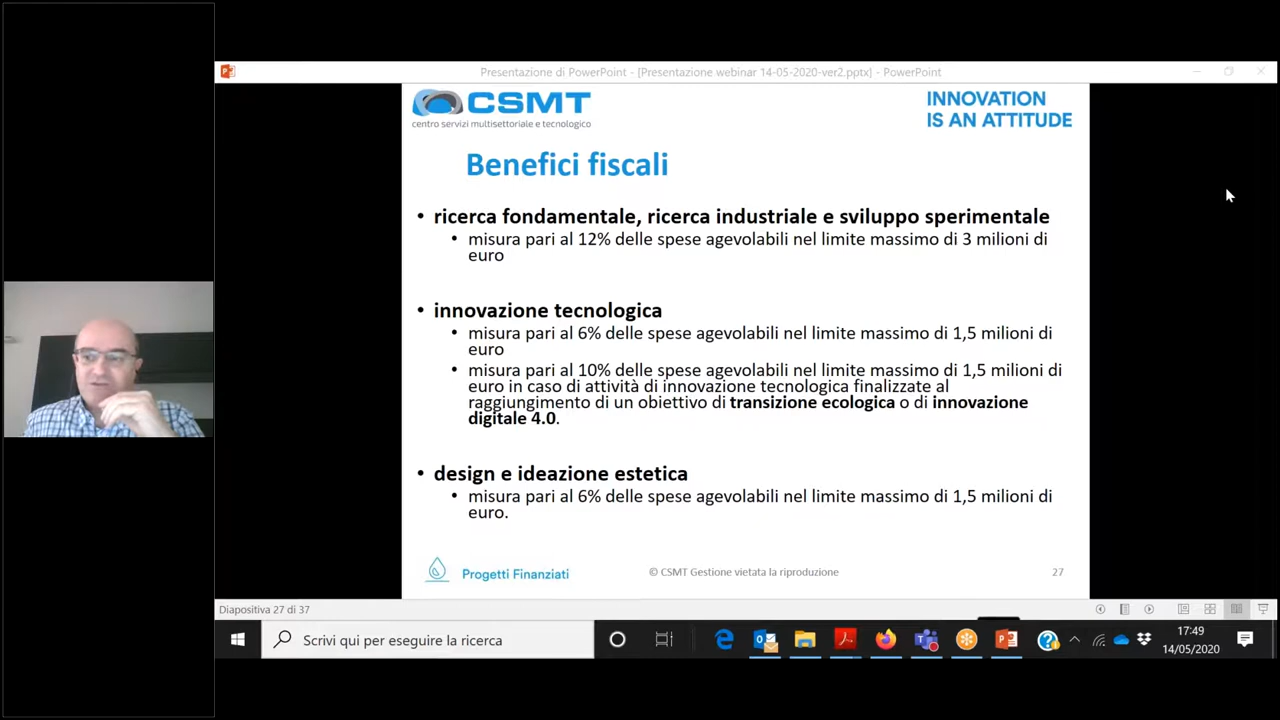 Presentazione di PowerPoint - [Presentazione webinar 14-05-2020-ver2.pptx] - PowerPoint
CSMT
centro servizi multisettoriale e tecnologico
INNOVATION
IS AN ATTITUDE
Benefici fiscali
• ricerca fondamentale, ricerca industriale e sviluppo sperimentale
• misura pari al 12% delle spese agevolabili nel limite massimo di 3 milioni di
euro
• innovazione tecnologica
• misura pari al 6% delle spese agevolabili nel limite massimo di 1,5 milioni di
euro
• misura pari al 10% delle spese agevolabili nel limite massimo di 1,5 milioni di
euro in caso di attività di innovazione tecnologica finalizzate al
raggiungimento di un obiettivo di transizione ecologica o di innovazione
digitale 4.0.
• design e ideazione estetica
• misura pari al 6% delle spese agevolabili nel limite massimo di 1,5 milioni di
euro.
Progetti Finanziati
© CSMT Gestione vietata la riproduzione
27
Diapositiva 27 di 37
Scrivi qui per eseguire la ricerca
17:49
14/05/2020